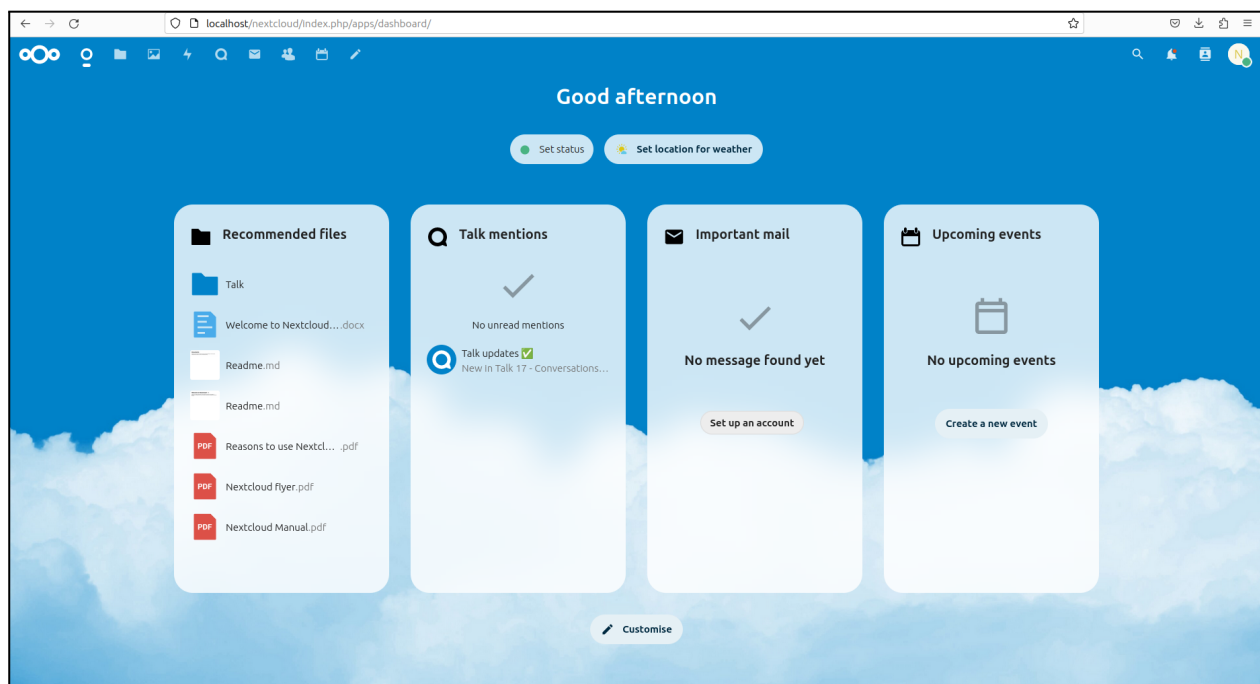 localhost/nextcloud/index.php/apps/dashboard/
N
Good afternoon
Set status
Set location for weather
Recommended files
Talk
Welcome to Nextcloud....docx
Readme.md
Readme.md
Reasons to use Nextcl... .pdf
Nextcloud flyer.pdf
Nextcloud Manual.pdf
PDF
PDF
PDF
Talk mentions
No unread mentions
Talk updates ✅
New in Talk 17 - Conversations...
Important mail
No message found yet
Set up an account
Upcoming events
No upcoming events
Create a new event
Customise